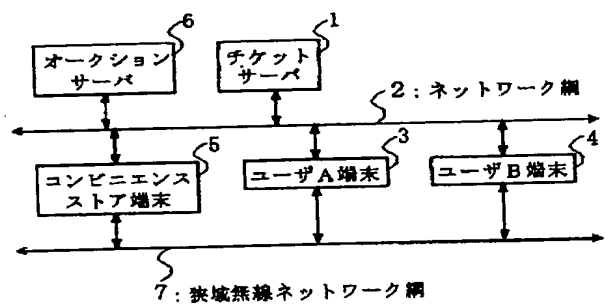 6
オークション
サーバ
1
チケット
サーバ
2：ネットワーク網
5
コンビニエンス
ストア端末
3
ユーザA端末
4
ユーザB端末
7：狭域無線ネットワーク網